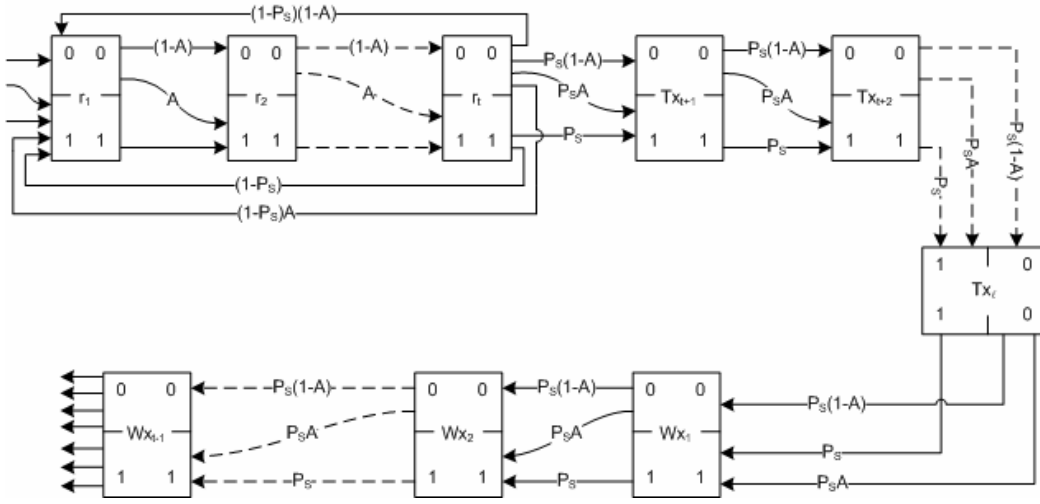 (1-Pₛ)(1-A)
0 0 (1-A) 0 0 (1-A) 0 0 Pₛ(1-A) 0 0 Pₛ(1-A) 0 0
r₁ A r₂ A rₜ PₛA Txₜ₊₁ PₛA Txₜ₊₂
1 1 1 1 1 1 Pₛ 1 1 Pₛ 1 1
Pₛ PₛA Pₛ(1-A)
(1-Pₛ)
(1-Pₛ)A
1 0
Txℓ
1 0
0 0 Pₛ(1-A) 0 0 Pₛ(1-A) 0 0 Pₛ(1-A)
Wxₜ₋₁ PₛA Wx₂ PₛA Wx₁ Pₛ
1 1 Pₛ 1 1 Pₛ 1 1 PₛA